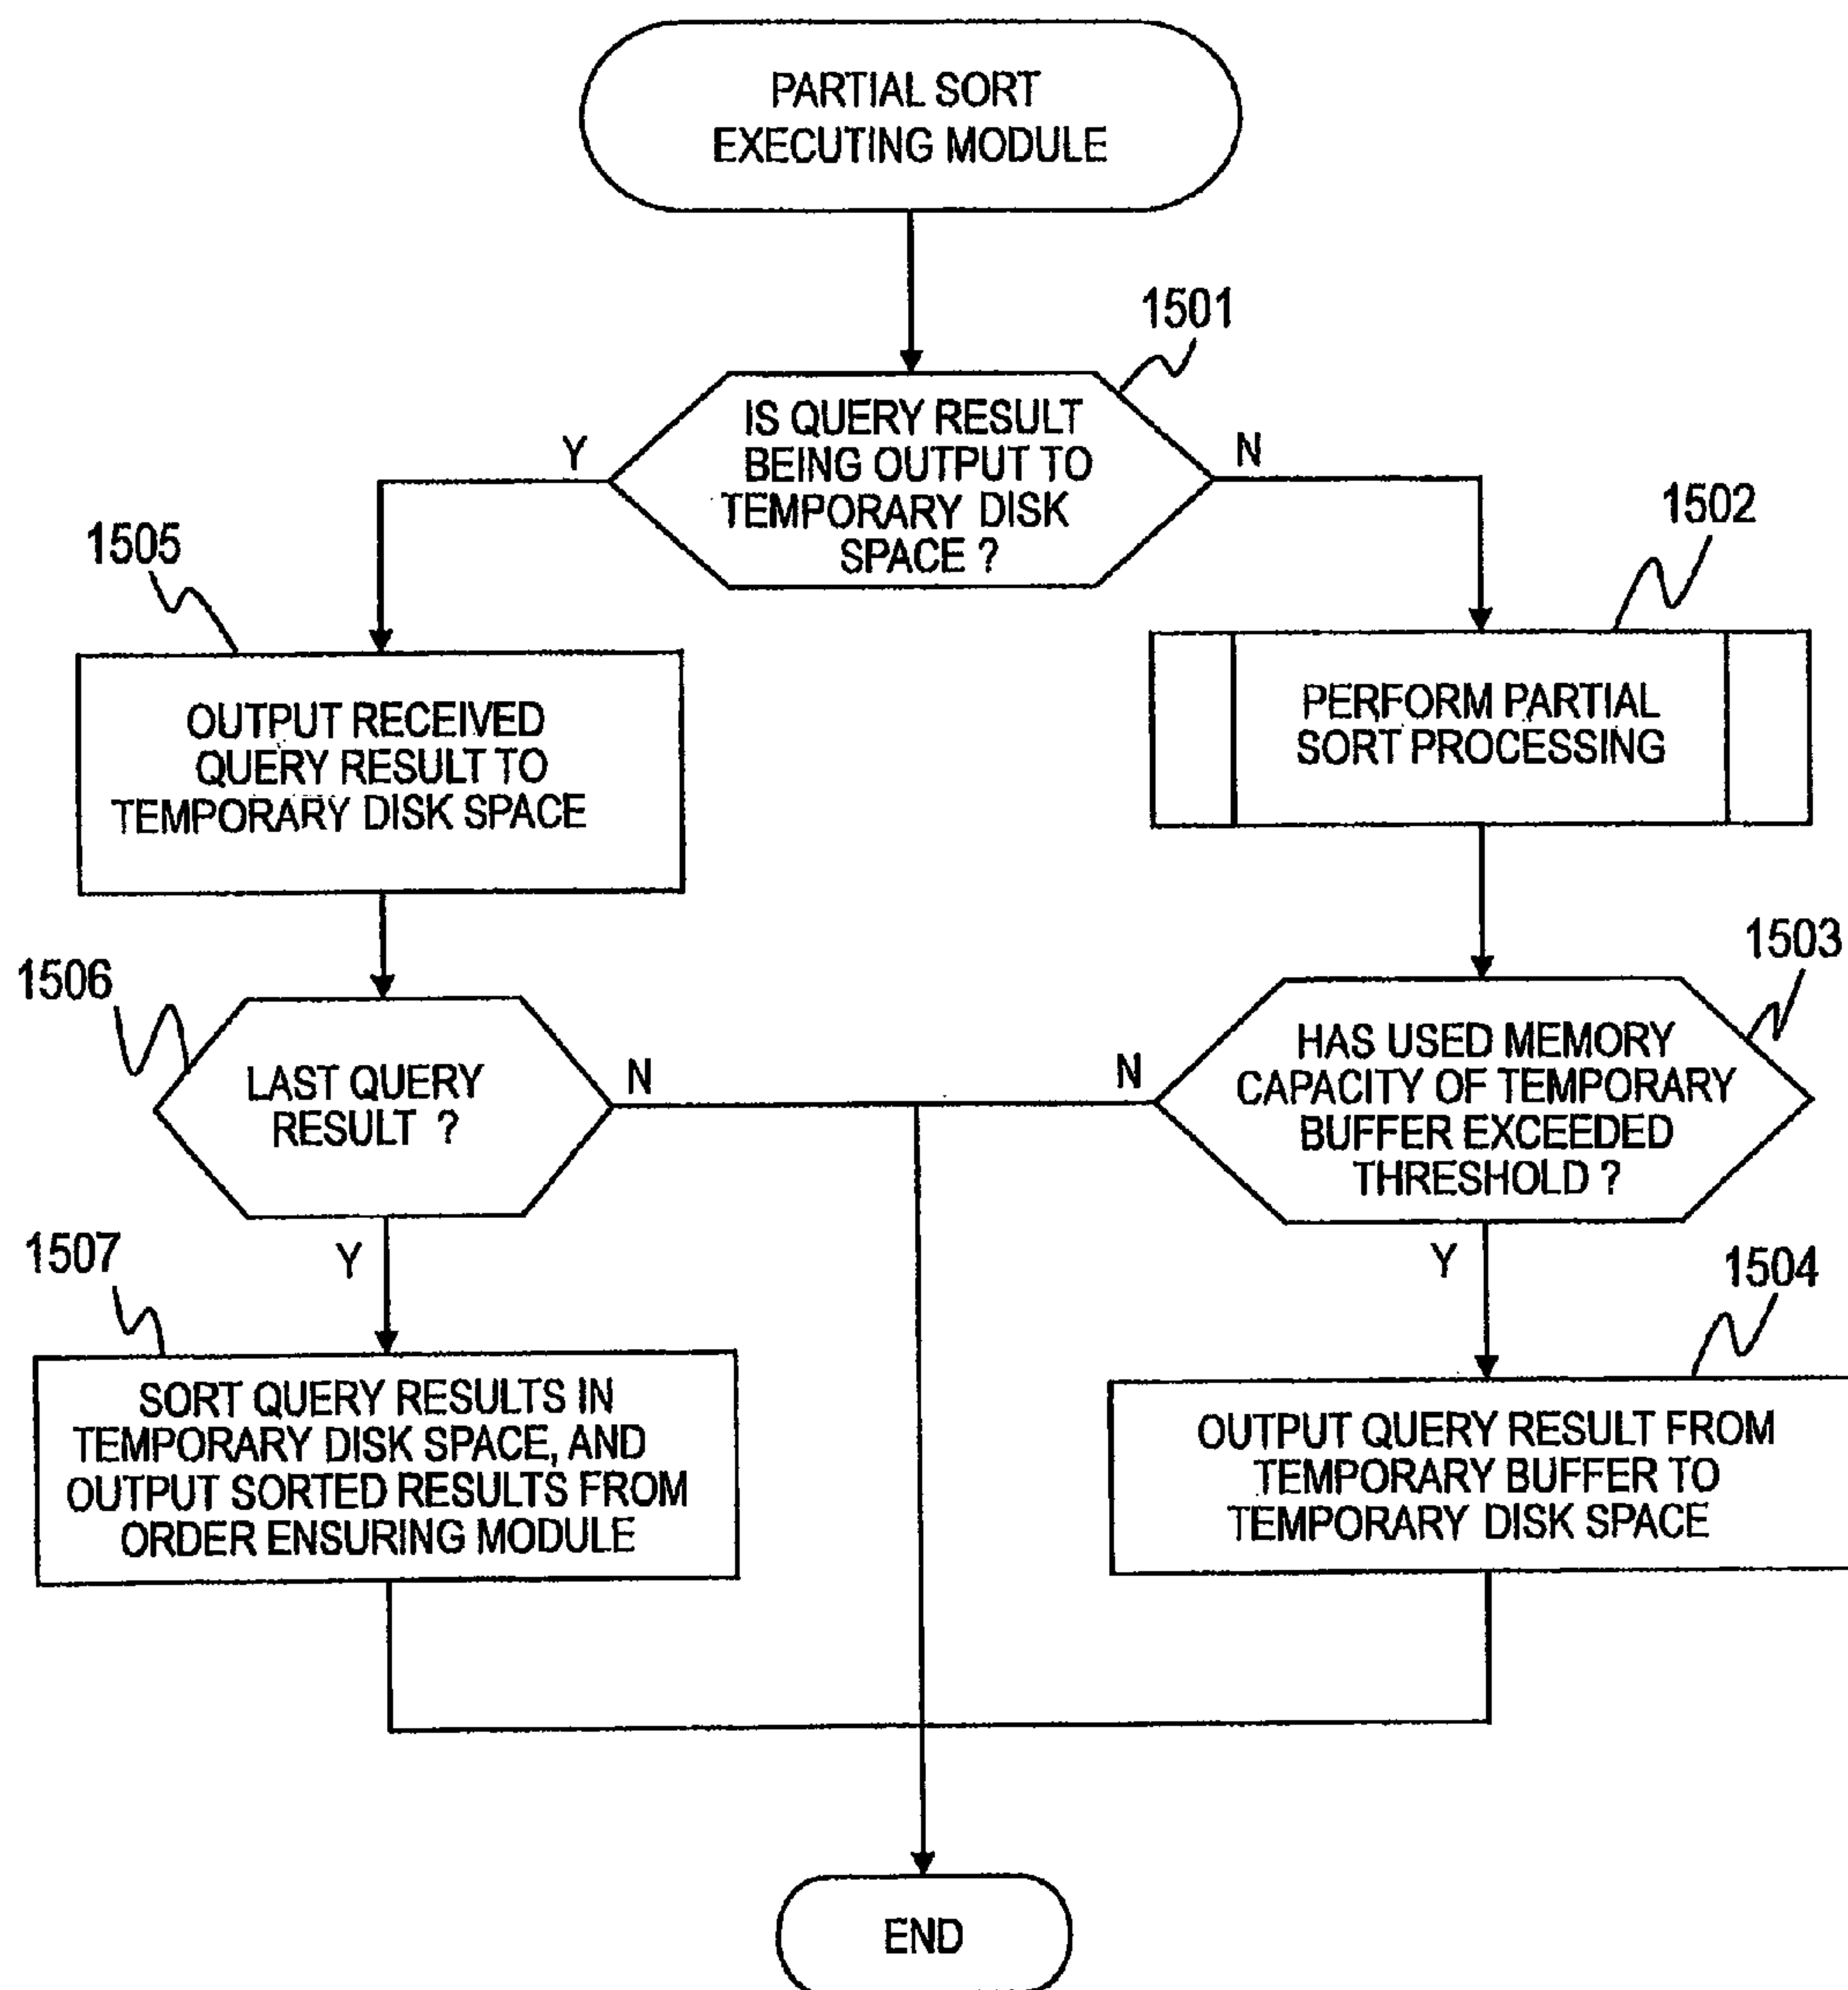 PARTIAL SORT
EXECUTING MODULE
1501
IS QUERY RESULT
BEING OUTPUT TO
TEMPORARY DISK
SPACE ?
Y
N
1505
1502
OUTPUT RECEIVED
QUERY RESULT TO
TEMPORARY DISK SPACE
PERFORM PARTIAL
SORT PROCESSING
1506
1503
LAST QUERY
RESULT ?
N
N
HAS USED MEMORY
CAPACITY OF TEMPORARY
BUFFER EXCEEDED
THRESHOLD ?
Y
Y
1507
1504
SORT QUERY RESULTS IN
TEMPORARY DISK SPACE, AND
OUTPUT SORTED RESULTS FROM
ORDER ENSURING MODULE
OUTPUT QUERY RESULT FROM
TEMPORARY BUFFER TO
TEMPORARY DISK SPACE
END